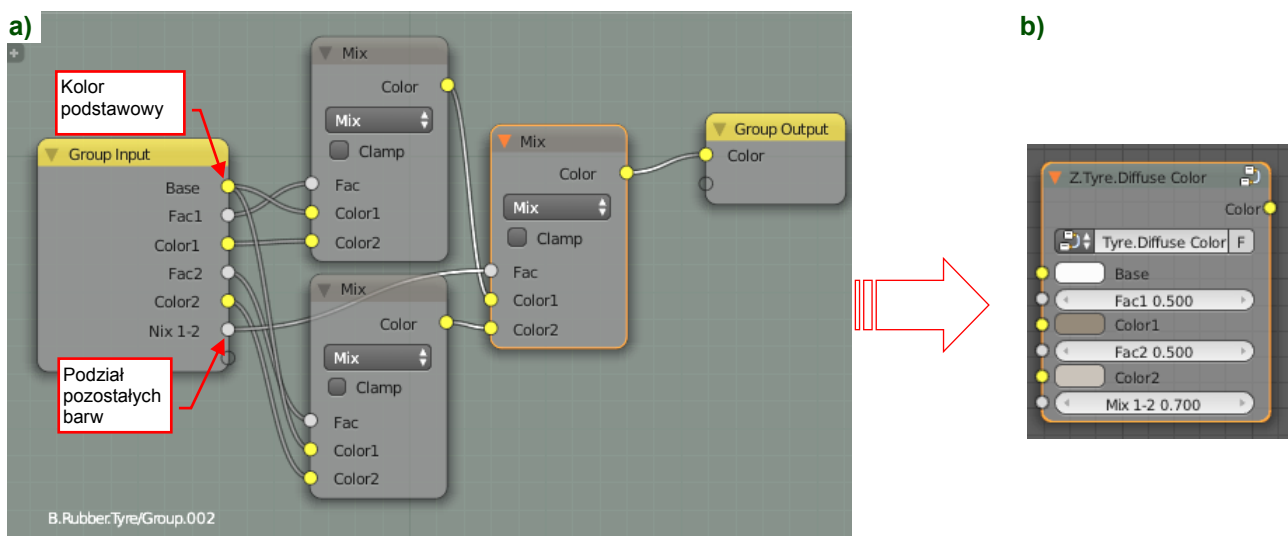 a)
Kolor
podstawowy
Group Input
Base
Fac1
Color1
Fac2
Color2
Nix 1-2
Podział
pozostałych
barw
Mix
Color
Mix
Clamp
Fac
Color1
Color2
Mix
Color
Mix
Clamp
Fac
Color1
Color2
Mix
Color
Mix
Clamp
Fac
Color1
Color2
Group Output
Color
B.Rubber.Tyre/Group.002
b)
Z.Tyre.Diffuse Color
Color
Tyre.Diffuse Color F
Base
Fac1 0.500
Color1
Fac2 0.500
Color2
Mix 1-2 0.700